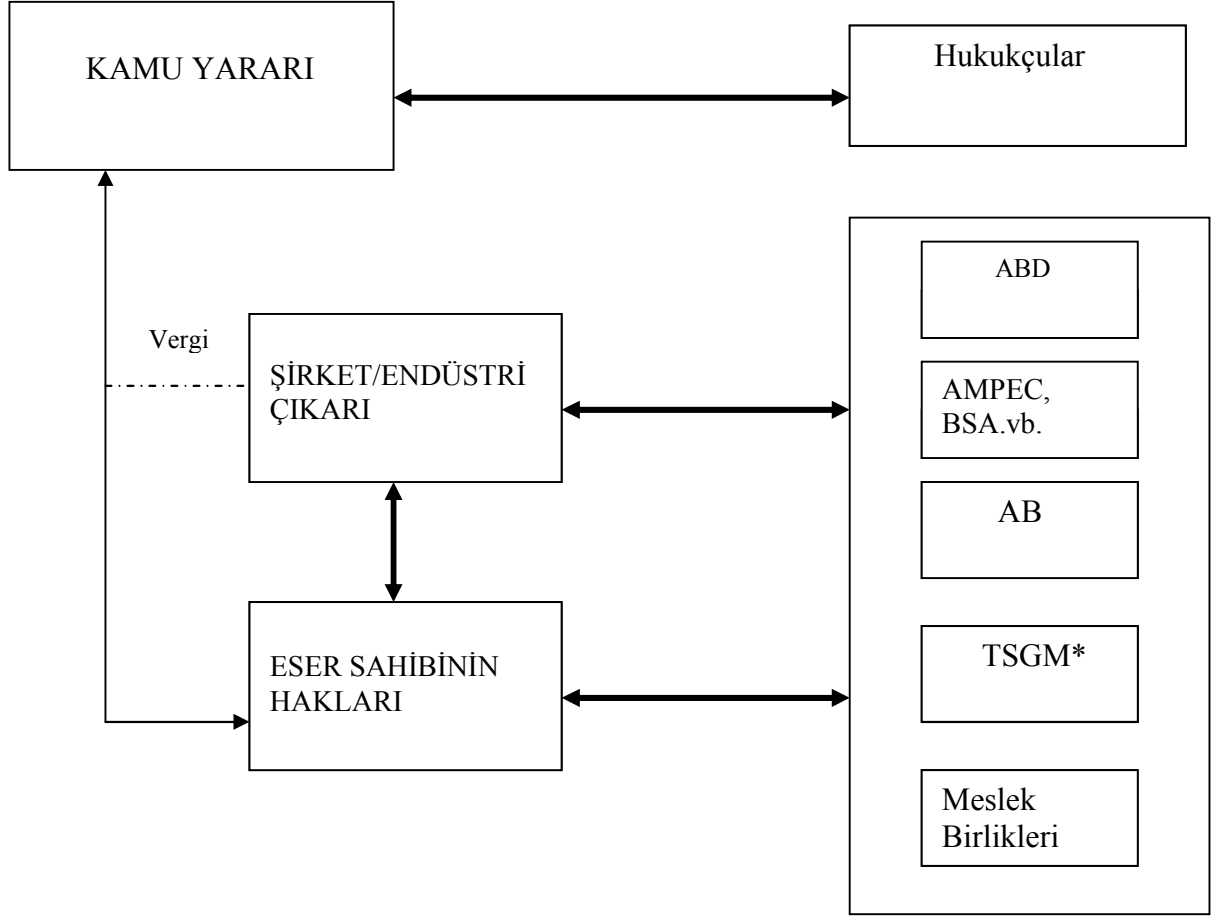 KAMU YARARI
Hukukçular
ABD
Vergi
ŞİRKET/ENDÜSTRİ
ÇIKARI
AMPEC,
BSA.vb.
AB
ESER SAHİBİNİN
HAKLARI
TSGM*
Meslek
Birlikleri